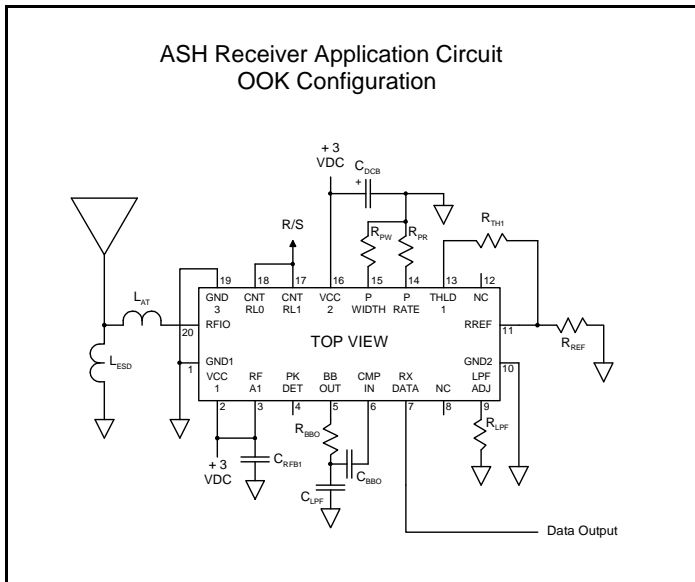 ASH Receiver Application Circuit
OOK Configuration
+ 3
VDC
CDCB
+
R/S
RPW
RPR
RTH1
19
18
17
16
15
14
13
12
GND
3
CNT
RL0
CNT
RL1
VCC
2
P
WIDTH
P
RATE
THLD
1
NC
LAT
20
RFIO
TOP VIEW
RREF
11
RREF
LESD
1
GND1
GND2
10
VCC
1
RF
A1
PK
DET
BB
OUT
CMP
IN
RX
DATA
NC
LPF
ADJ
2
3
4
5
6
7
8
9
RBBO
RLPF
+ 3
VDC
CRFB1
CBBO
CLPF
Data Output